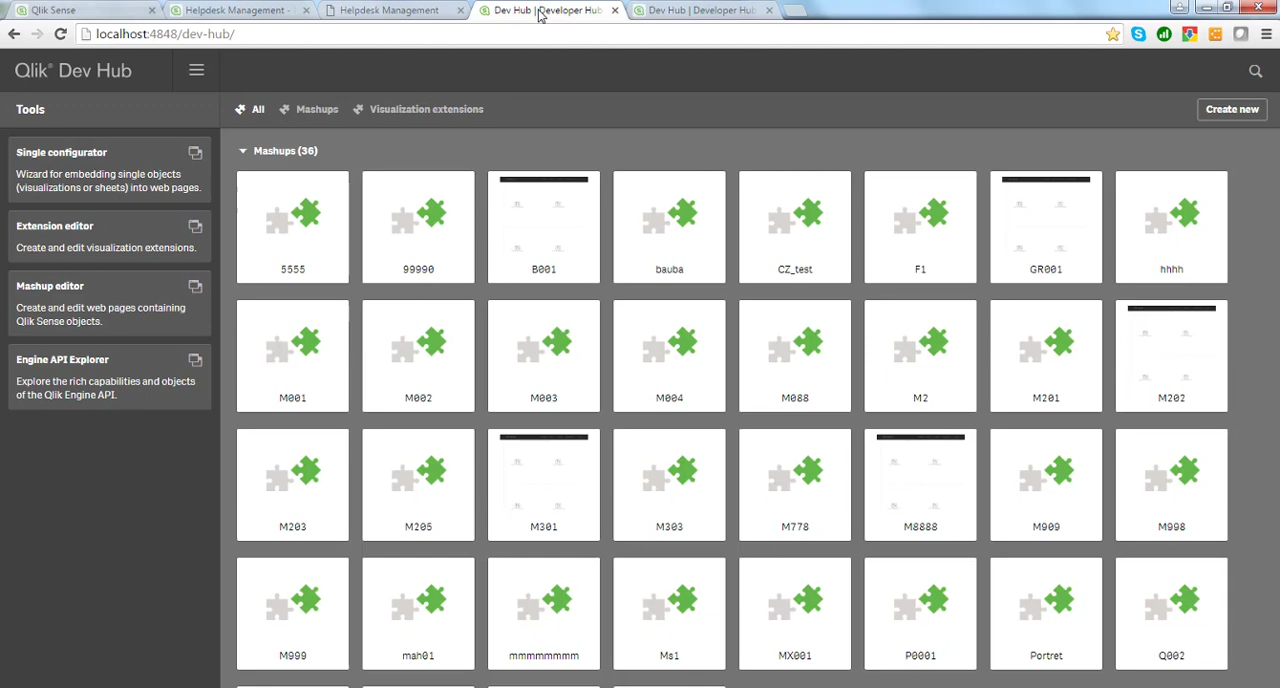 Qlik Sense
Helpdesk Management -
Helpdesk Management
Dev Hub | Developer Hub
Dev Hub | Developer Hub
localhost:4848/dev-hub/
Qlik® Dev Hub
Tools
All
Mashups
Visualization extensions
Create new
Single configurator
Wizard for embedding single objects
(visualizations or sheets) into web pages.
Extension editor
Create and edit visualization extensions.
Mashup editor
Create and edit web pages containing
Qlik Sense objects.
Engine API Explorer
Explore the rich capabilities and objects
of the Qlik Engine API.
Mashups (36)
5555
99990
B001
bauba
CZ_test
F1
GR001
hhhh
M001
M002
M003
M004
M088
M2
M201
M202
M203
M205
M301
M303
M778
M8888
M909
M998
M999
mah01
mmmmmmmm
Ms1
MX001
P0001
Portret
Q002